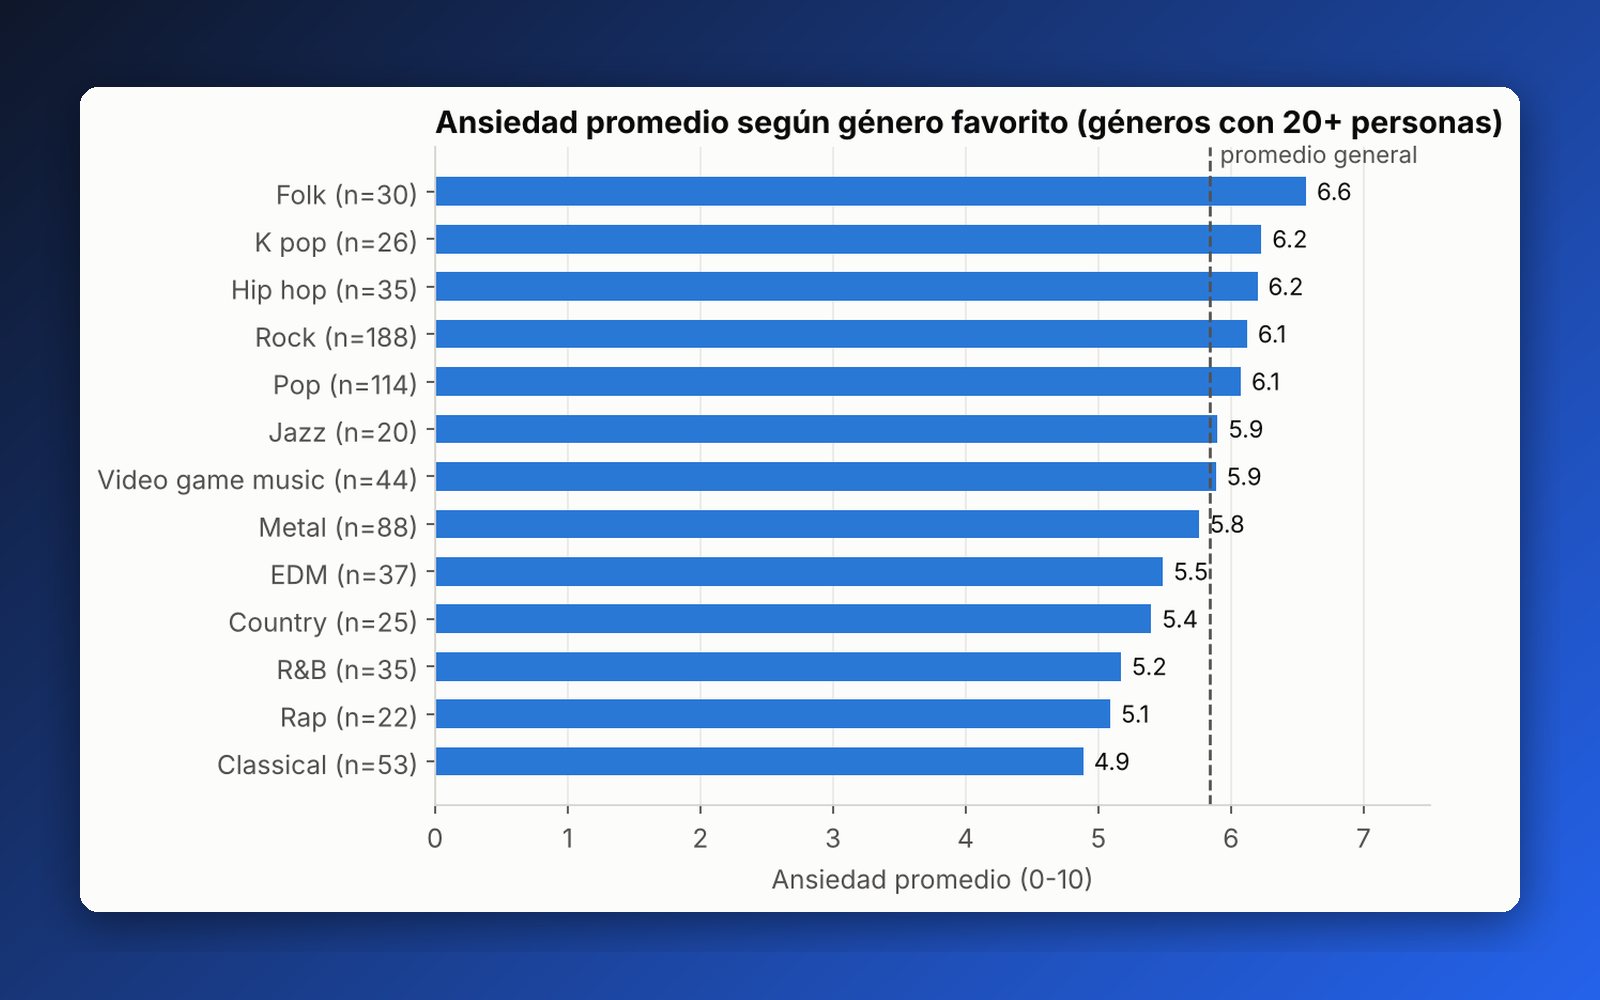 Ansiedad promedio según género favorito (géneros con 20+ personas)
promedio general
Folk (n=30) 6.6
K pop (n=26) 6.2
Hip hop (n=35) 6.2
Rock (n=188) 6.1
Pop (n=114) 6.1
Jazz (n=20) 5.9
Video game music (n=44) 5.9
Metal (n=88) 5.8
EDM (n=37) 5.5
Country (n=25) 5.4
R&B (n=35) 5.2
Rap (n=22) 5.1
Classical (n=53) 4.9
0 1 2 3 4 5 6 7
Ansiedad promedio (0-10)